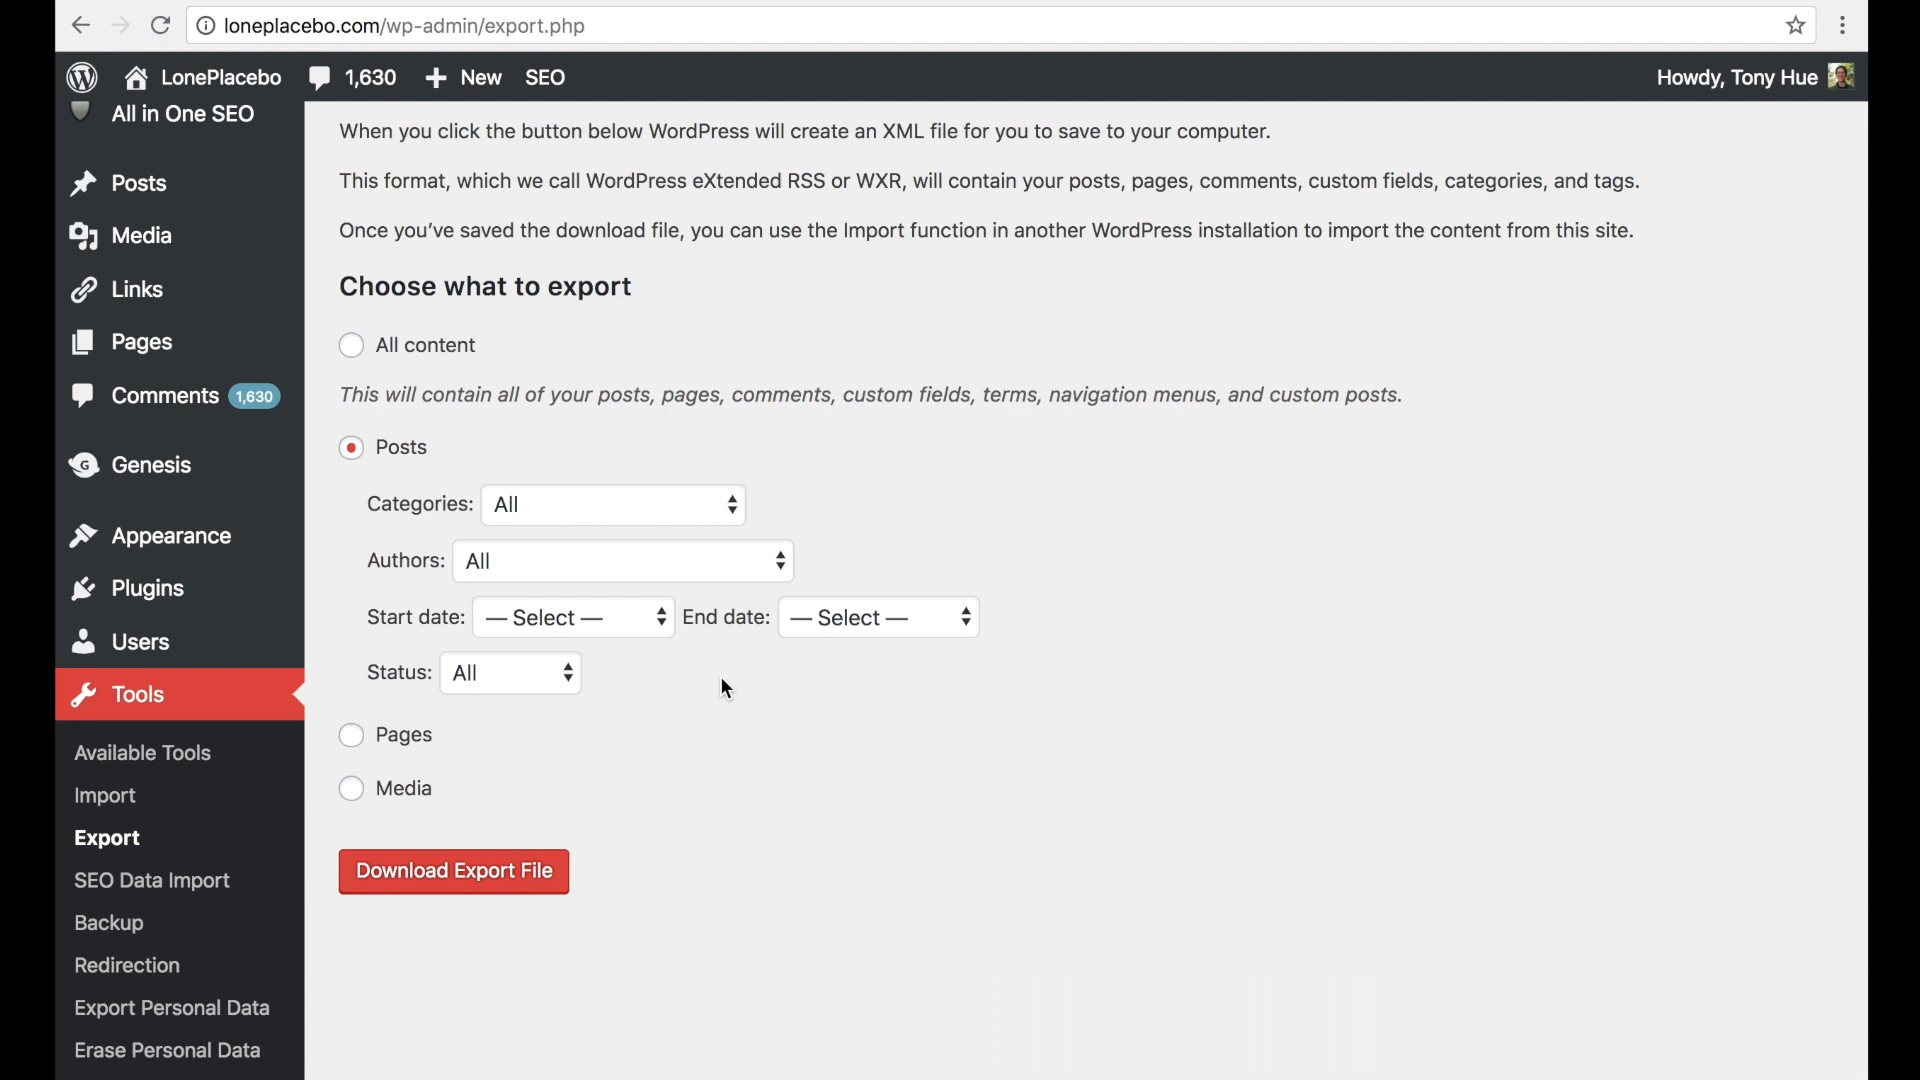 loneplacebo.com/wp-admin/export.php
LonePlacebo 1,630 New SEO Howdy, Tony Hue
All in One SEO
Posts
Media
Links
Pages
Comments 1,630
Genesis
Appearance
Plugins
Users
Tools
Available Tools
Import
Export
SEO Data Import
Backup
Redirection
Export Personal Data
Erase Personal Data
When you click the button below WordPress will create an XML file for you to save to your computer.
This format, which we call WordPress eXtended RSS or WXR, will contain your posts, pages, comments, custom fields, categories, and tags.
Once you've saved the download file, you can use the Import function in another WordPress installation to import the content from this site.
Choose what to export
All content
This will contain all of your posts, pages, comments, custom fields, terms, navigation menus, and custom posts.
Posts
Categories: All
Authors: All
Start date: — Select — End date: — Select —
Status: All
Pages
Media
Download Export File